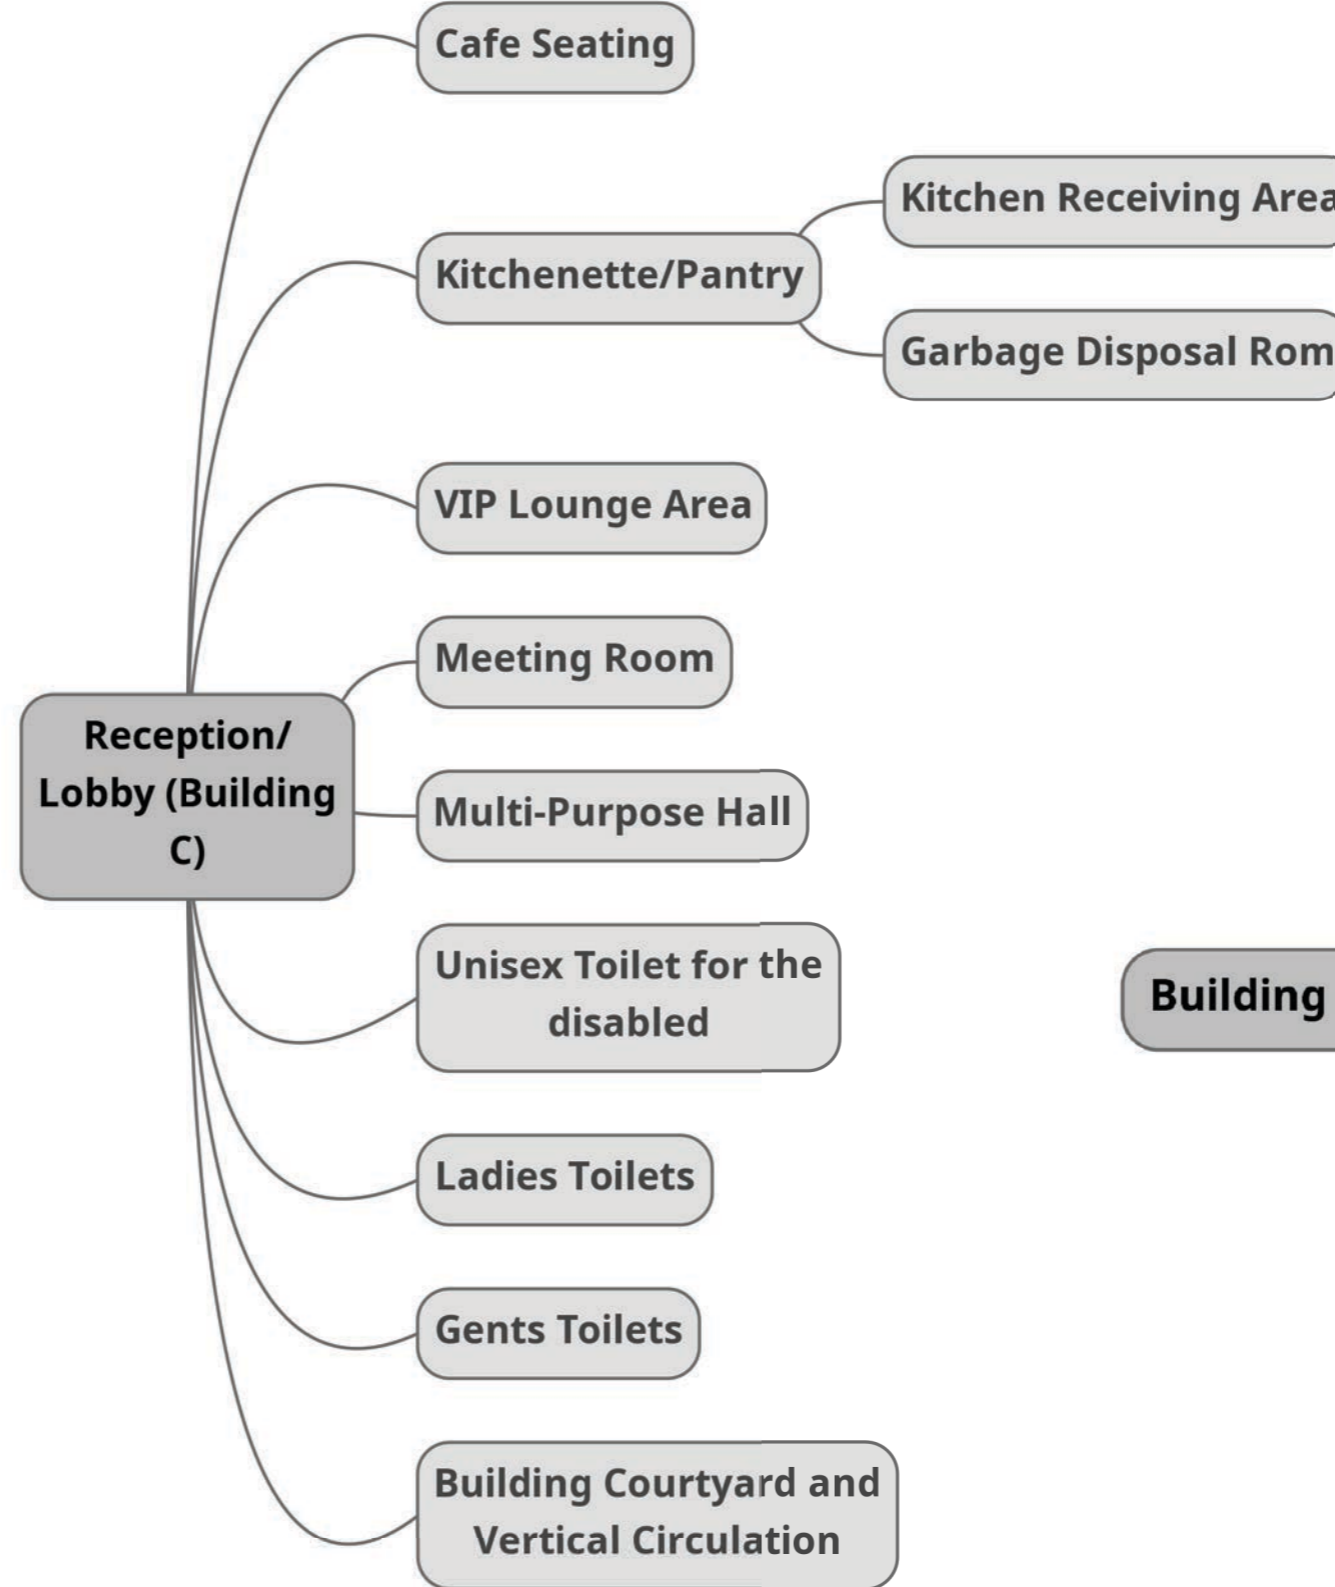 Cafe Seating
Kitchen Receiving Area
Kitchenette/Pantry
Garbage Disposal Rom
VIP Lounge Area
Meeting Room
Reception/
Lobby (Building
C)
Multi-Purpose Hall
Unisex Toilet for the
disabled
Building
Ladies Toilets
Gents Toilets
Building Courtyard and
Vertical Circulation